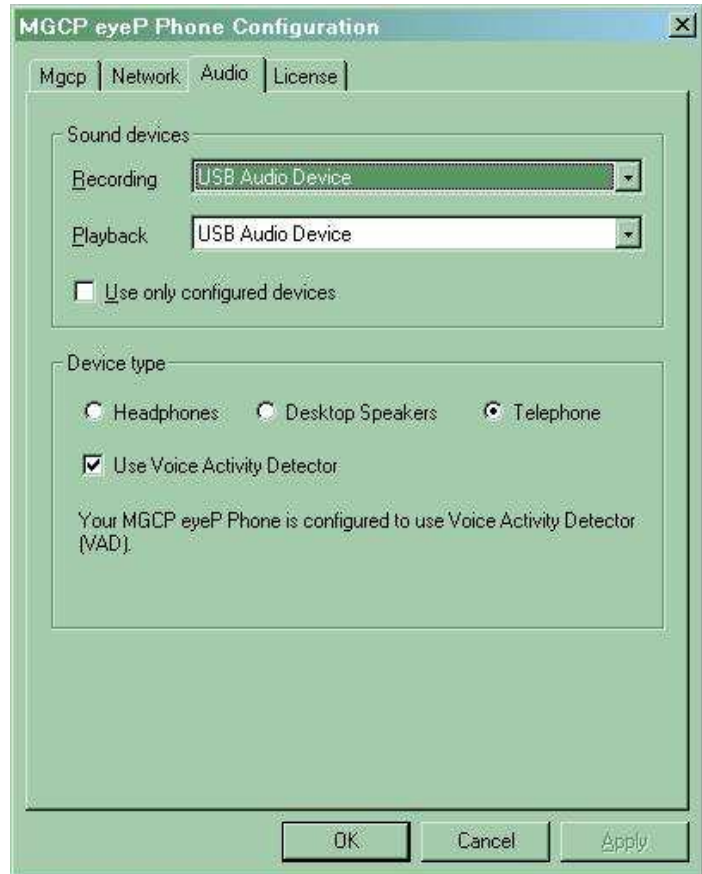 MGCP eyeP Phone Configuration
Mgcp Network Audio License
Sound devices
Recording USB Audio Device
Playback USB Audio Device
Use only configured devices
Device type
Headphones Desktop Speakers Telephone
Use Voice Activity Detector
Your MGCP eyeP Phone is configured to use Voice Activity Detector
(VAD).
OK Cancel Apply